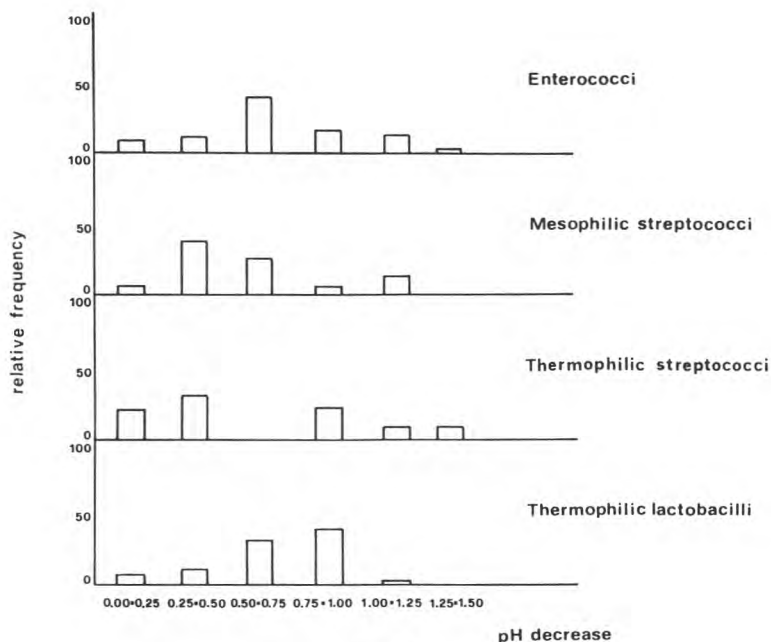 100
50
Enterococci
0
100
50
Mesophilic streptococci
0
100
50
Thermophilic streptococci
0
100
50
Thermophilic lactobacilli
0
relative frequency
0.00•0.25 0.25•0.50 0.50•0.75 0.75•1.00 1.00•1.25 1.25•1.50
pH decrease